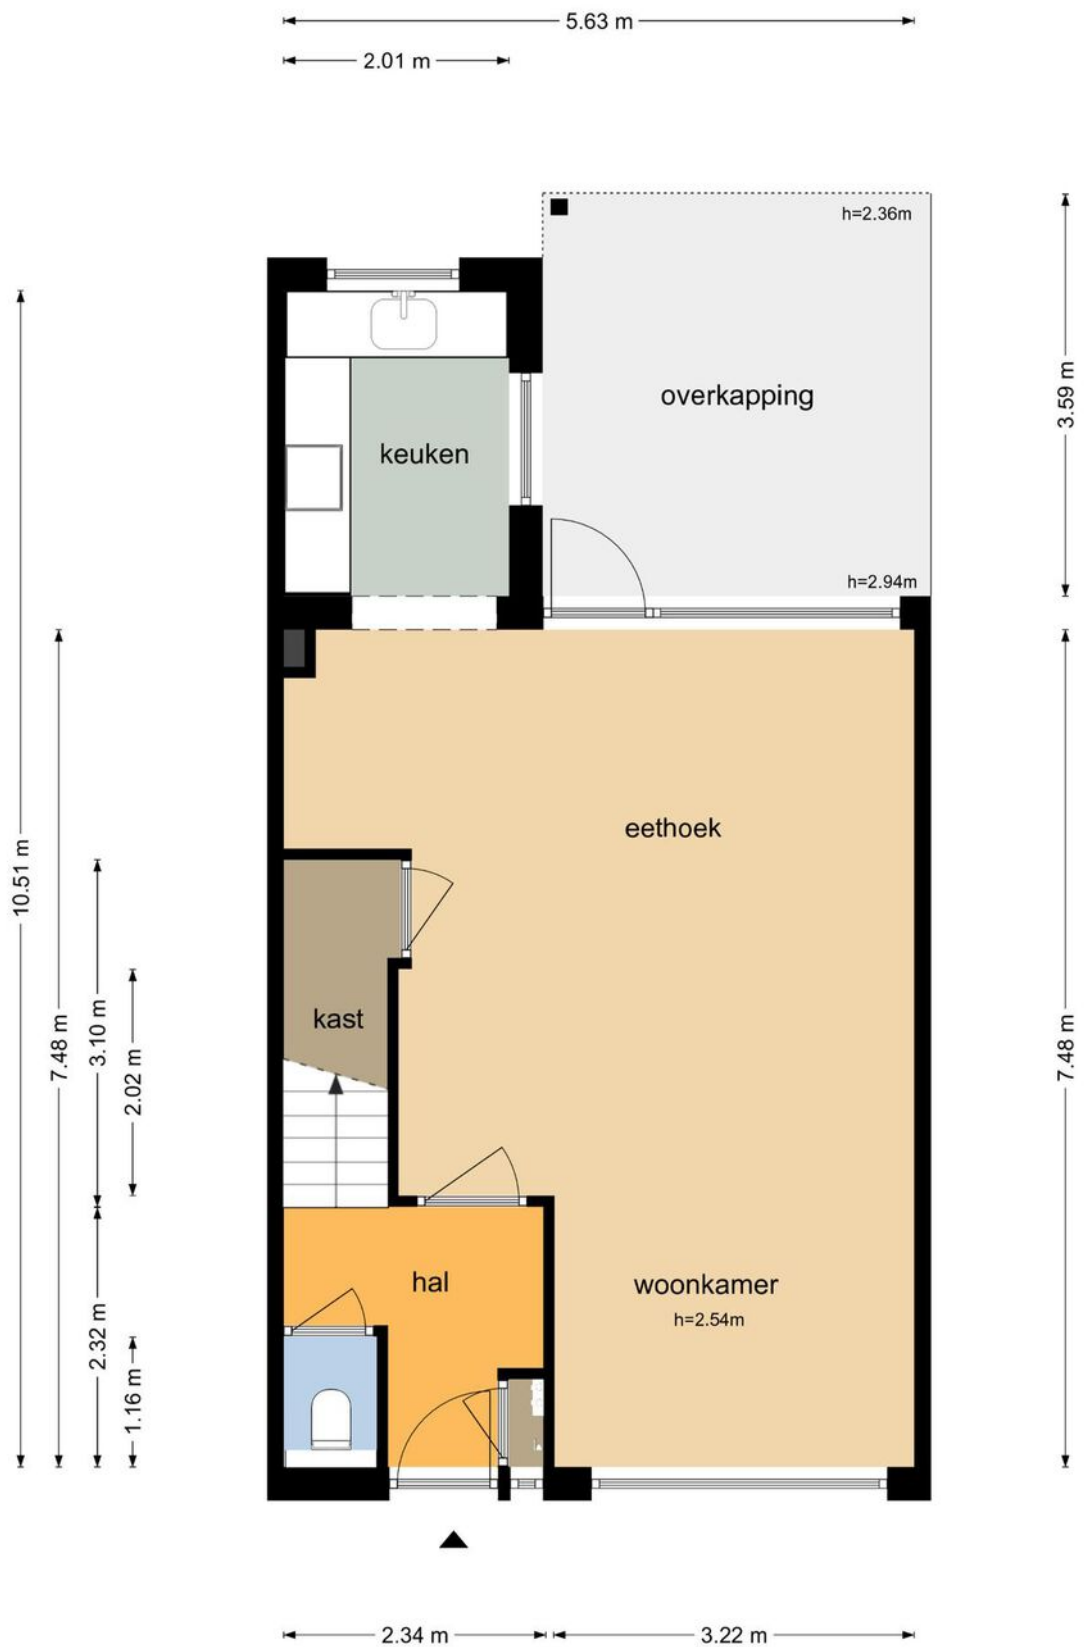 5.63 m
2.01 m
h=2.36m
overkapping
3.59 m
keuken
h=2.94m
eethoek
10.51 m
7.48 m
3.10 m
2.02 m
kast
7.48 m
hal
woonkamer
h=2.54m
2.32 m
1.16 m
2.34 m
3.22 m